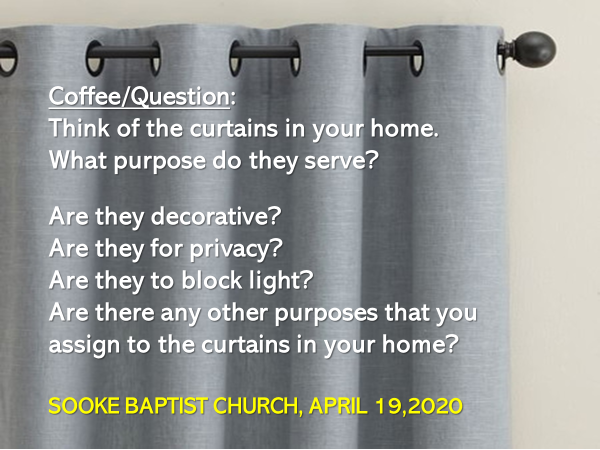 Coffee/Question:
Think of the curtains in your home.
What purpose do they serve?
Are they decorative?
Are they for privacy?
Are they to block light?
Are there any other purposes that you
assign to the curtains in your home?
SOOKE BAPTIST CHURCH, APRIL 19,2020